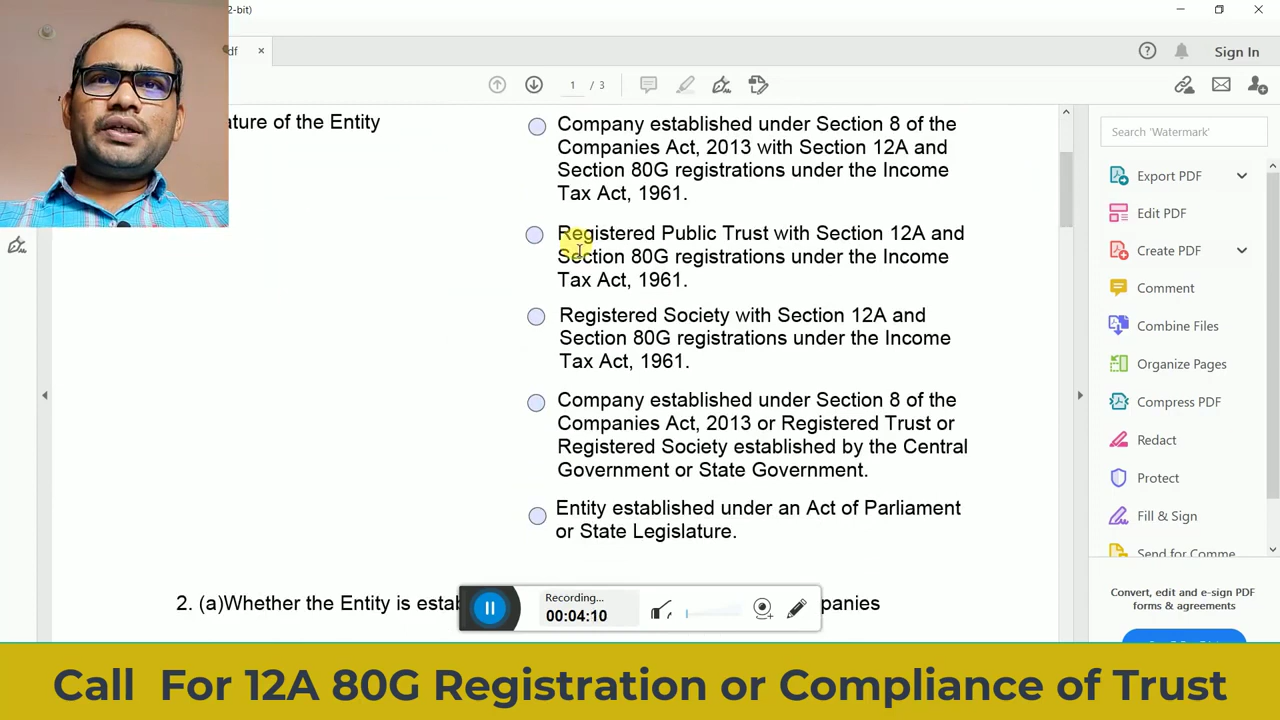 2-bit)
df
Sign In
1 / 3
ature of the Entity
Company established under Section 8 of the
Companies Act, 2013 with Section 12A and
Section 80G registrations under the Income
Tax Act, 1961.
Registered Public Trust with Section 12A and
Section 80G registrations under the Income
Tax Act, 1961.
Registered Society with Section 12A and
Section 80G registrations under the Income
Tax Act, 1961.
Company established under Section 8 of the
Companies Act, 2013 or Registered Trust or
Registered Society established by the Central
Government or State Government.
Entity established under an Act of Parliament
or State Legislature.
2. (a)Whether the Entity is estab
panies
Search 'Watermark'
Export PDF
Edit PDF
Create PDF
Comment
Combine Files
Organize Pages
Compress PDF
Redact
Protect
Fill & Sign
Send for Comme
Convert, edit and e-sign PDF
forms & agreements
Recording...
00:04:10
Call For 12A 80G Registration or Compliance of Trust